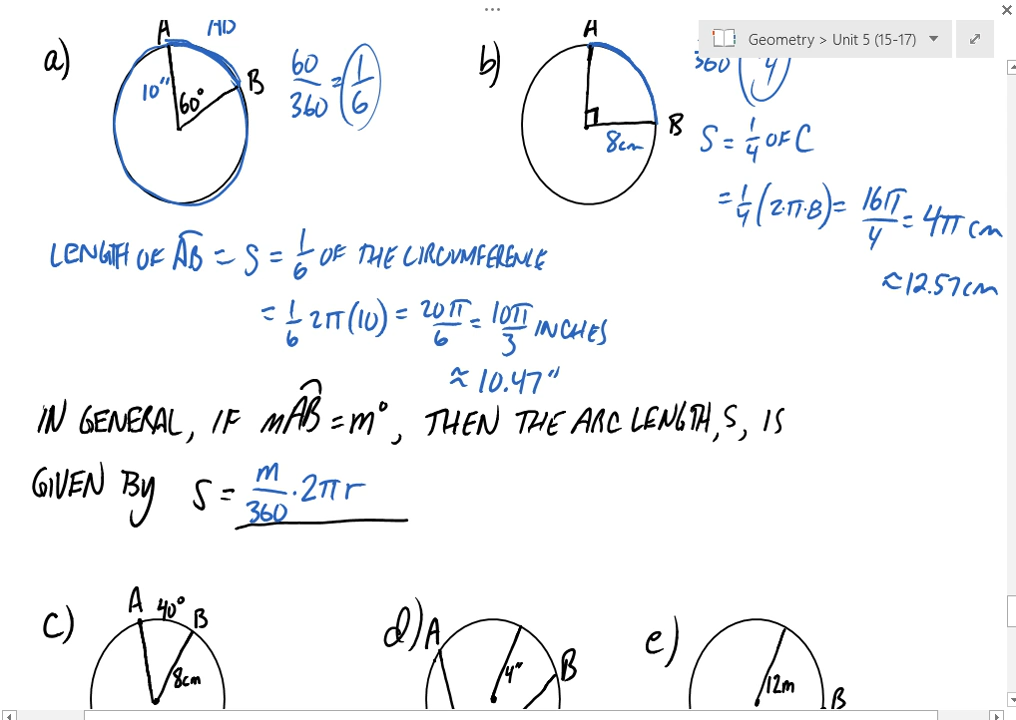 Geometry > Unit 5 (15-17)
a)
A
B
10"
60°
60/360 = 1/6
b)
A
B
8cm
360
4
S = 1/4 OF C
= 1/4 (2·π·8) = 16π/4 = 4π cm
≈ 12.57cm
LENGTH OF AB = S = 1/6 OF THE CIRCUMFERENCE
= 1/6 2π(10) = 20π/6 = 10π/3 INCHES
≈ 10.47"
IN GENERAL, IF mAB = m°, THEN THE ARC LENGTH, S, IS
GIVEN BY S = m/360 · 2πr
c)
A 40° B
8cm
d)
A
B
4"
e)
12m
B